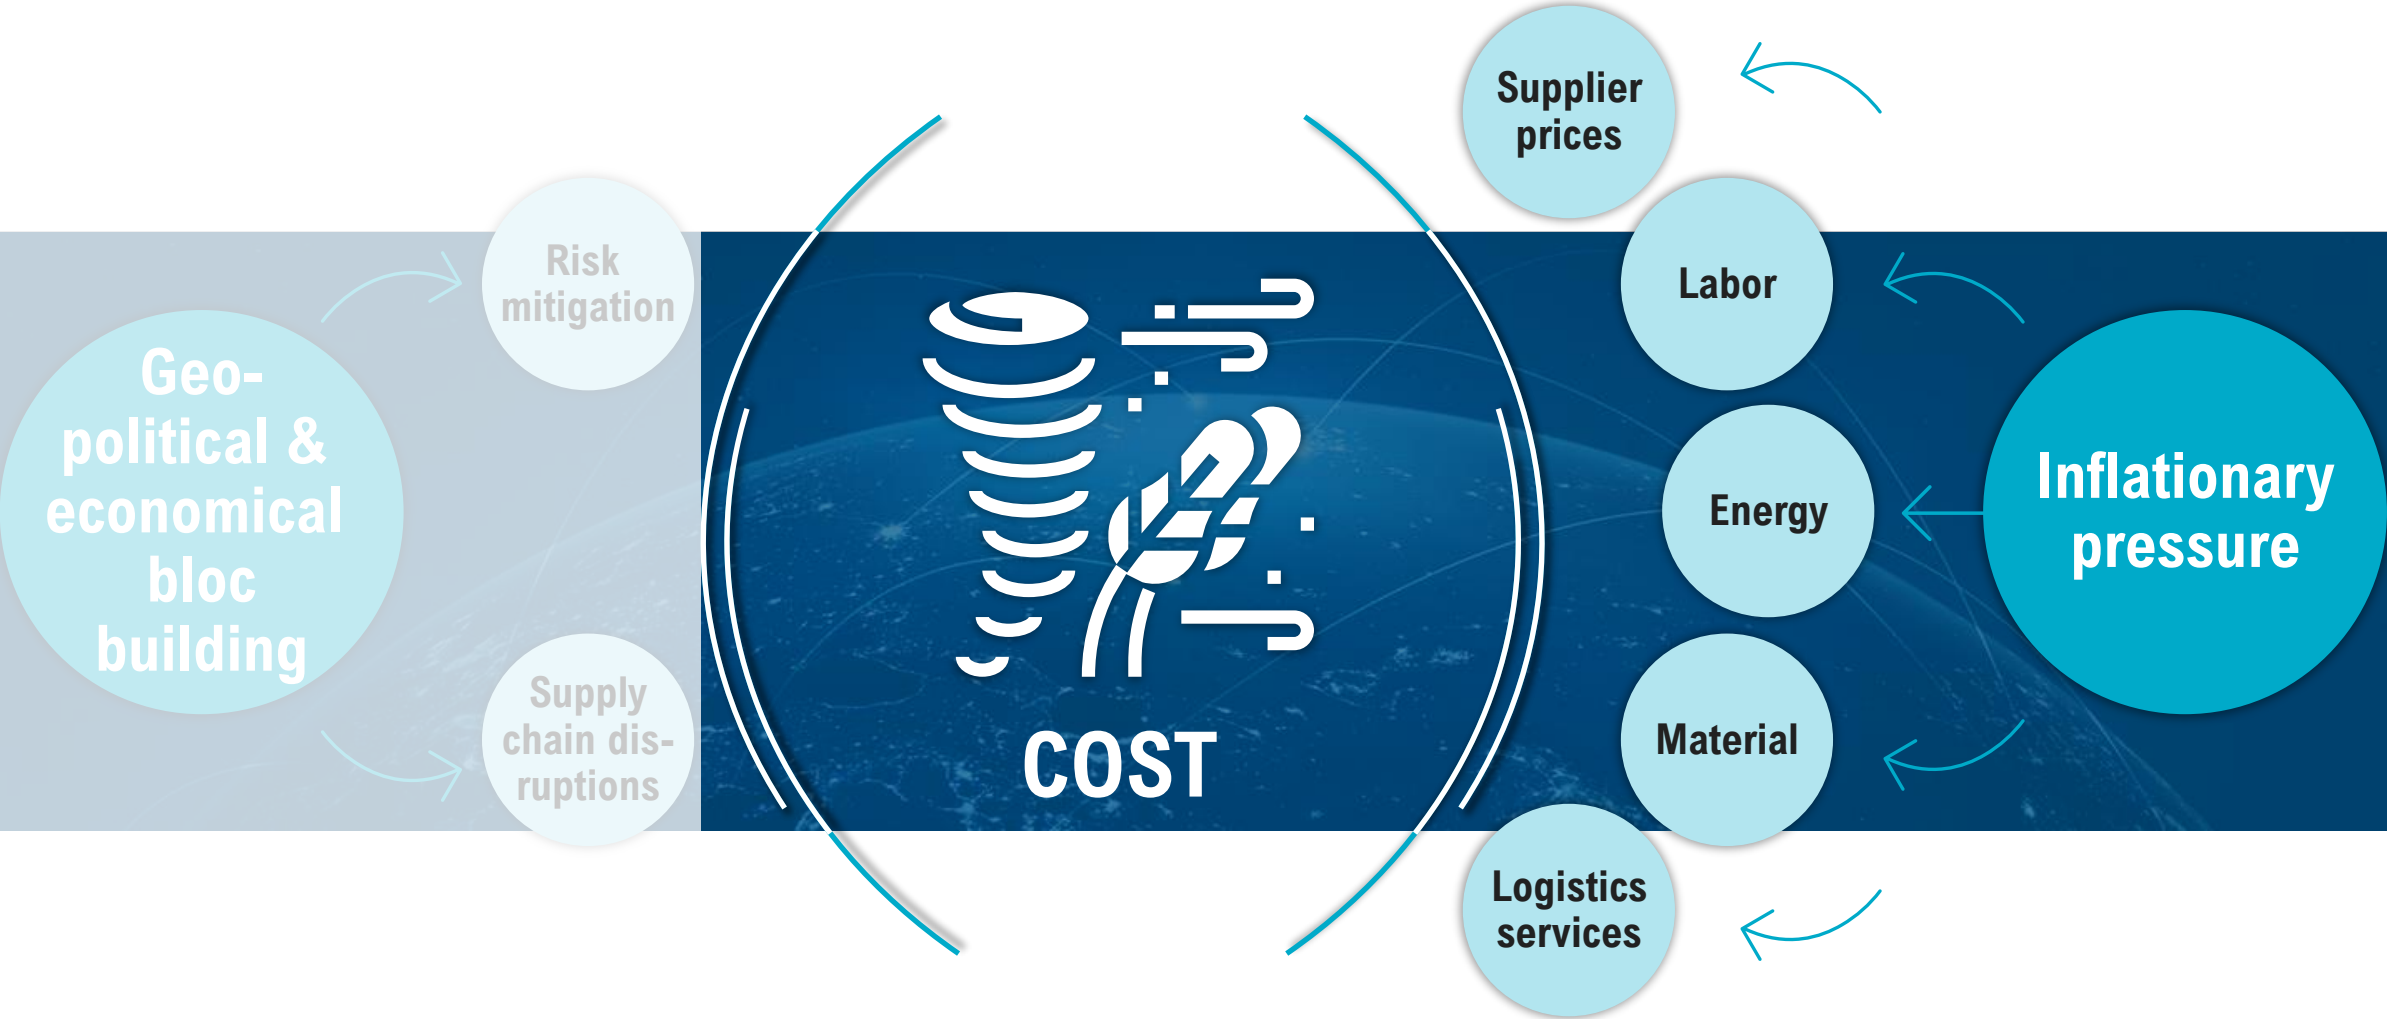 Geo-
political &
economical
bloc
building
Risk
mitigation
Supply
chain dis-
ruptions
COST
Supplier
prices
Labor
Energy
Material
Logistics
services
Inflationary
pressure